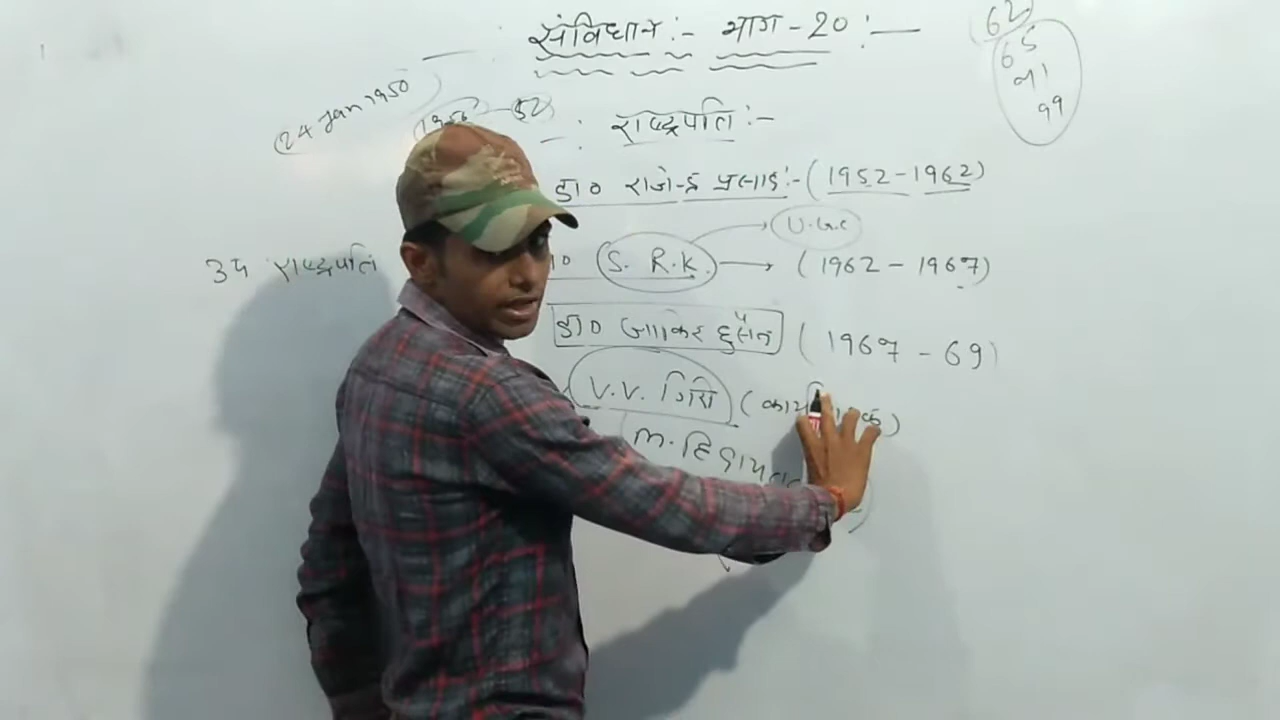 संविधान :- भाग - 20 :-
(62)
65
वा
99
24 Jan 1950
52
: राष्ट्रपति :-
डा० राजेन्द्र प्रसाद :- (1952 - 1962)
U.G.C
उप राष्ट्रपति
S. R. K. → (1962 - 1967)
डा० जाकिर हुसैन (1967 - 69)
V. V. गिरि
M. हिदायत